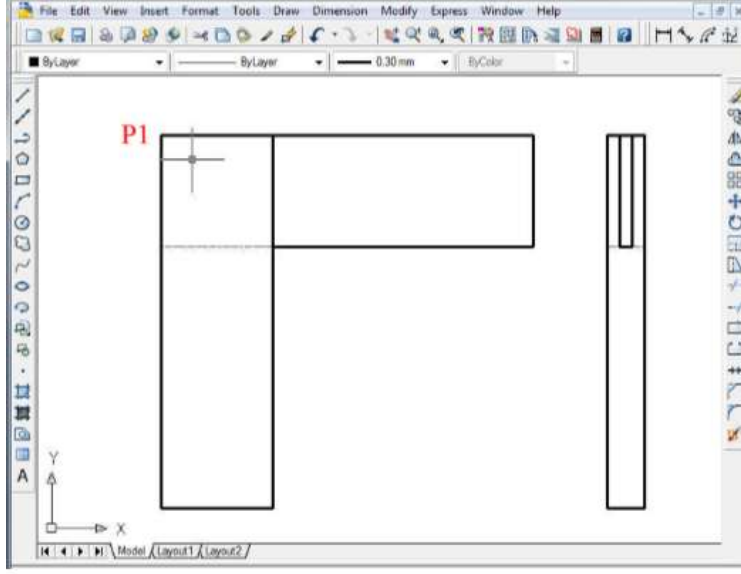 File Edit View Insert Format Tools Draw Dimension Modify Express Window Help
ByLayer ByLayer 0.30 mm ByColor
P1
A
Y
X
Model Layout1 Layout2